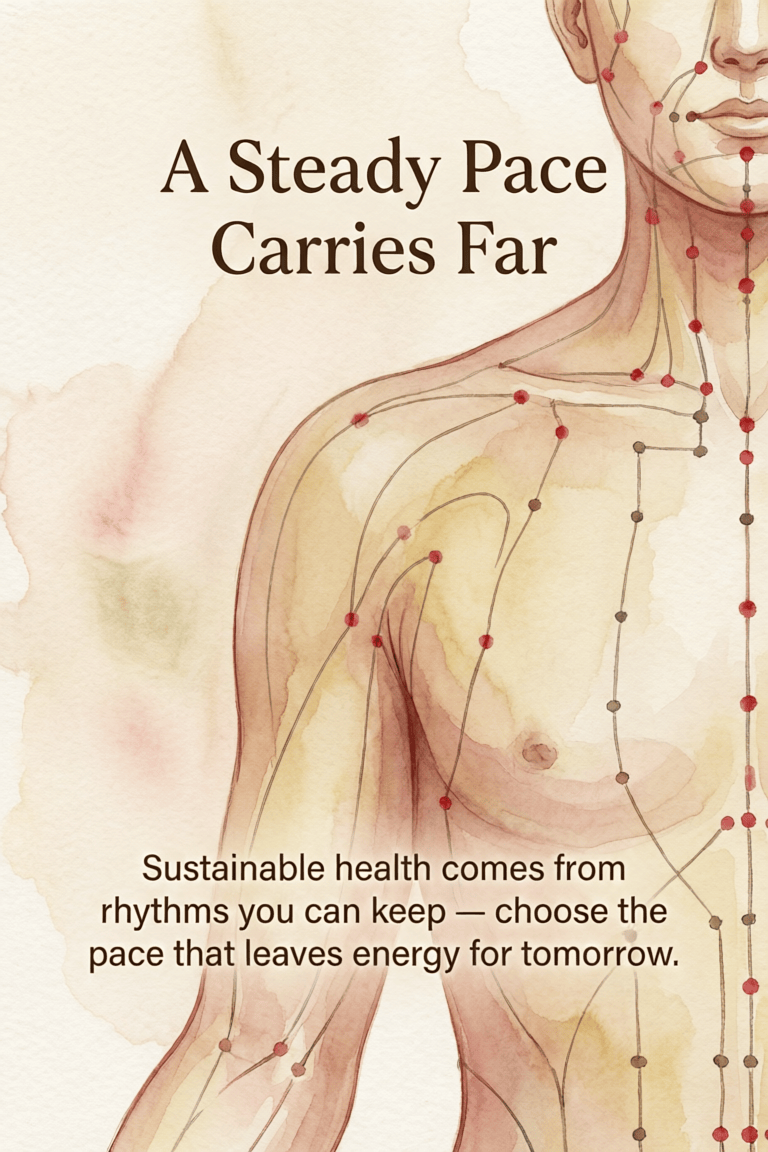 A Steady Pace
Carries Far
Sustainable health comes from
rhythms you can keep — choose the
pace that leaves energy for tomorrow.